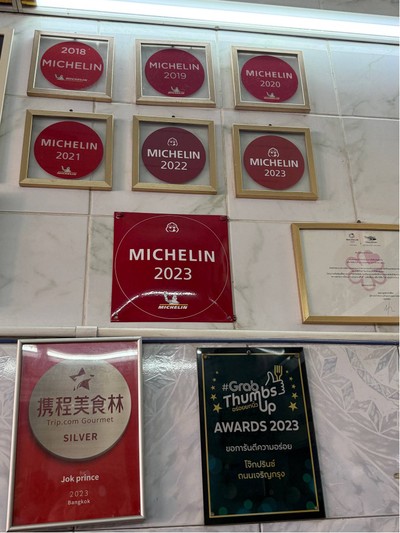 2018
MICHELIN
MICHELIN
2019
MICHELIN
2020
MICHELIN
2021
MICHELIN
2022
MICHELIN
2023
MICHELIN
2023
MICHELIN
携程美食林
Trip.com Gourmet
SILVER
Jok prince
2023
Bangkok
#Grab
Thumbs
Up
AWARDS 2023
ขอการันตีความอร่อย
โจ๊กปรินซ์
ถนนเจริญกรุง